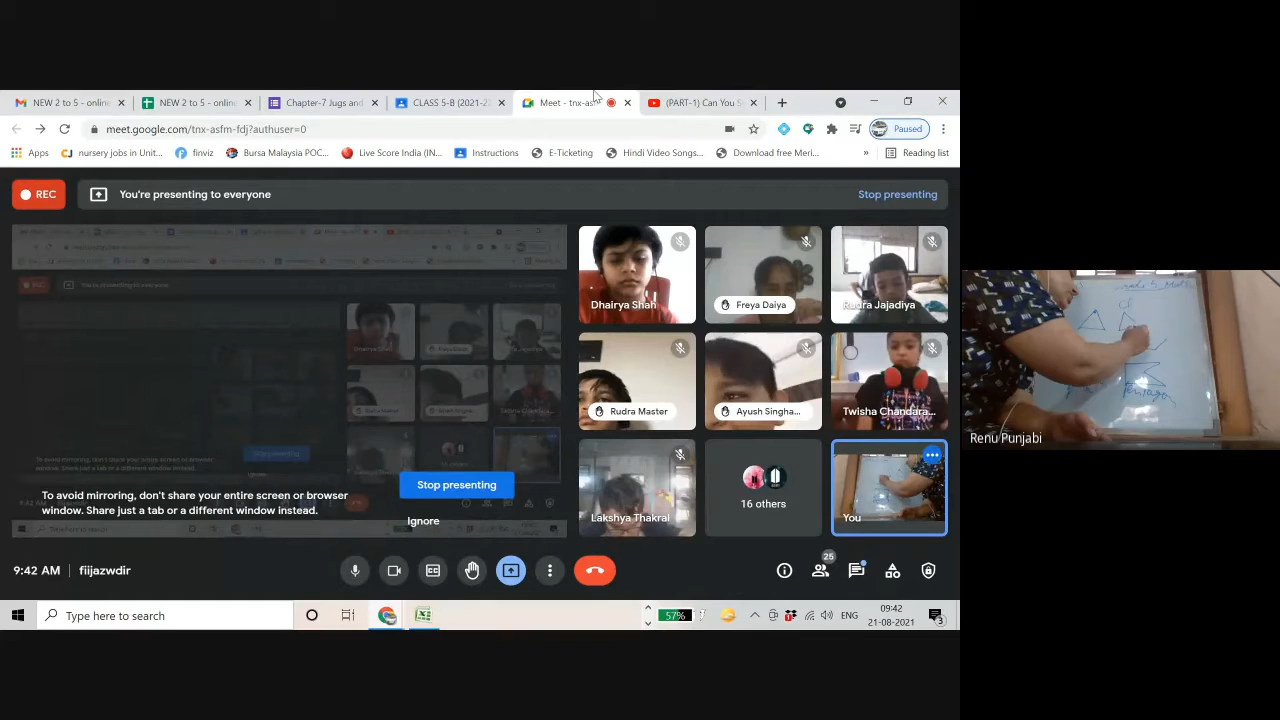 NEW 2 to 5 - online
NEW 2 to 5 - online
Chapter-7 Jugs and
CLASS 5-B (2021-22
Meet - tnx-asf
(PART-1) Can You S
meet.google.com/tnx-asfm-fdj?authuser=0
Paused
Apps
nursery jobs in Unit...
finviz
Bursa Malaysia POC...
Live Score India (IN...
Instructions
E-Ticketing
Hindi Video Songs...
Download free Meri...
»
Reading list
REC
You're presenting to everyone
Stop presenting
Dhairya Shah
Freya Daiya
Rudra Jajadiya
Rudra Master
Ayush Singha...
Twisha Chandara...
Lakshya Thakral
16 others
You
To avoid mirroring, don't share your entire screen or browser
window. Share just a tab or a different window instead.
Stop presenting
Ignore
9:42 AM | fiijazwdir
25
Type here to search
57%
ENG
09:42
21-08-2021
3
Renu Punjabi
Pentagon